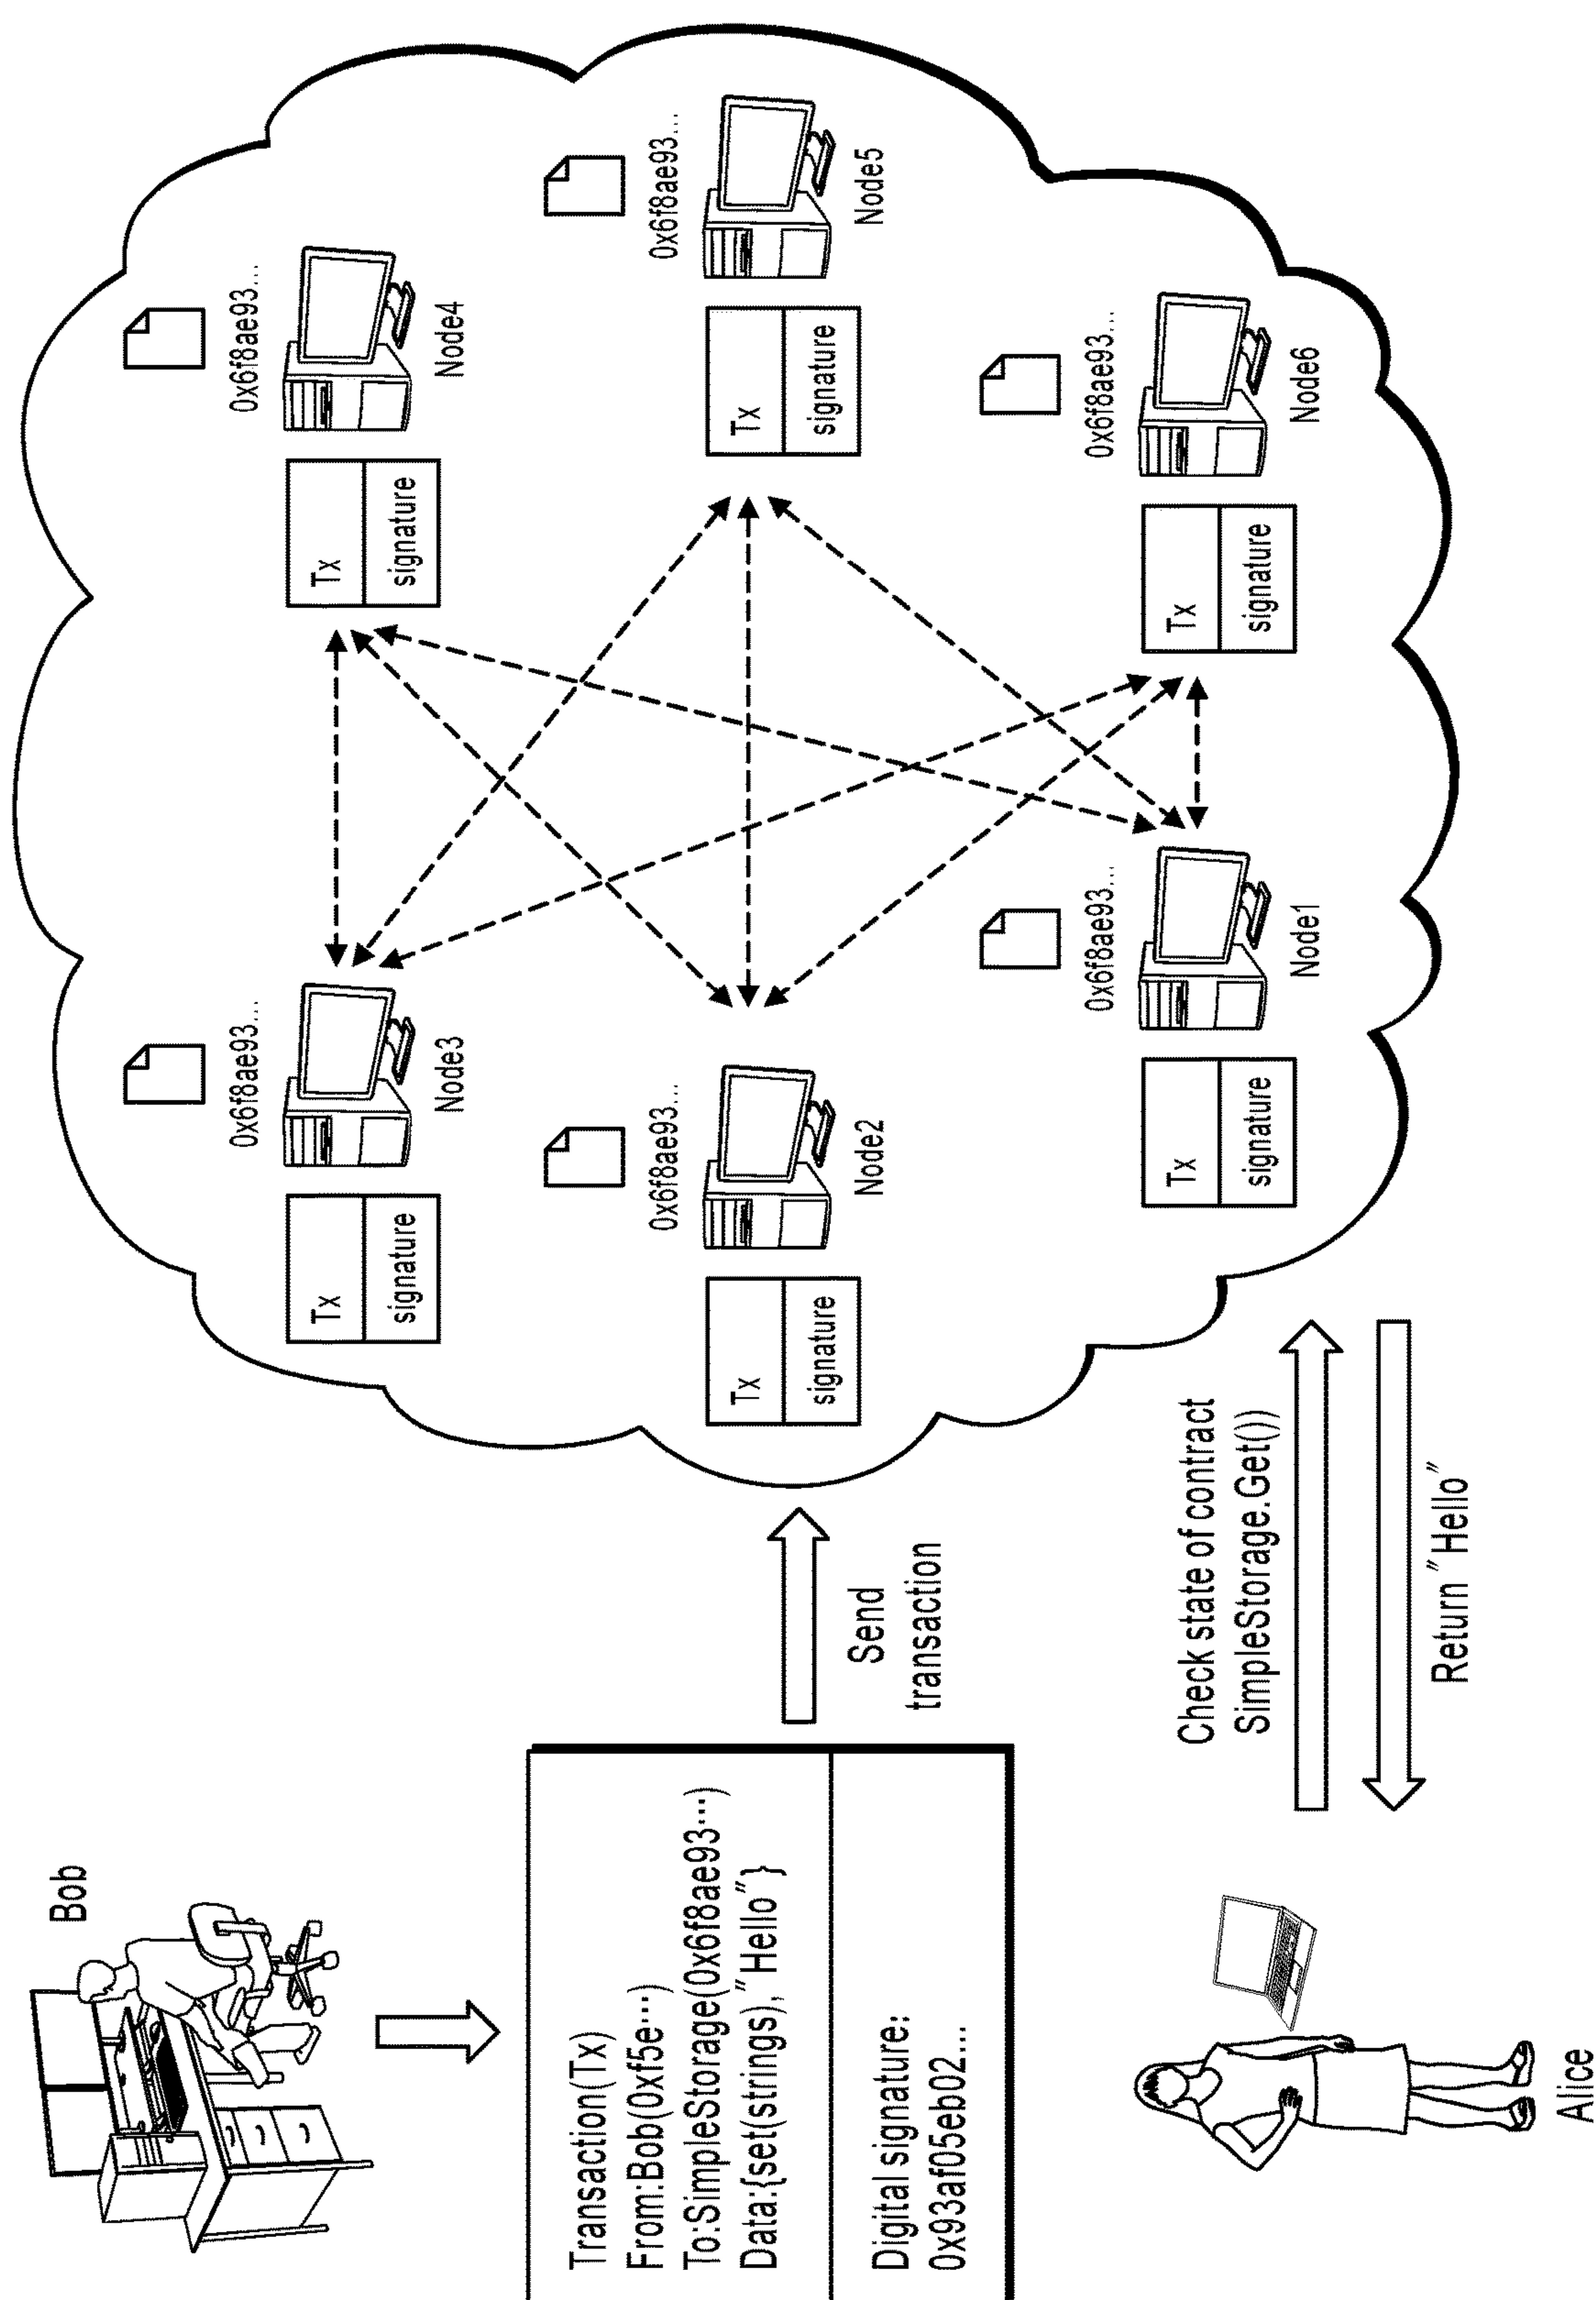 Bob
Transaction(Tx)
From:Bob(0xf5e···)
To:SimpleStorage(0x6f8ae93···)
Data:{set(strings),"Hello"}
Digital signature:
0x93af05eb02...
Send
transaction
Alice
Check state of contract
SimpleStorage.Get())
Return "Hello"
0x6f8ae93...
Tx
signature
Node3
0x6f8ae93...
Tx
signature
Node4
0x6f8ae93...
Tx
signature
Node2
0x6f8ae93...
Tx
signature
Node5
0x6f8ae93...
Tx
signature
Node1
0x6f8ae93...
Tx
signature
Node6